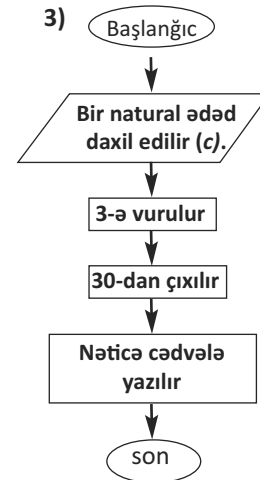 3)
Başlanğıc
Bir natural ədəd
daxil edilir (c).
3-ə vurulur
30-dan çıxılır
Nəticə cədvələ
yazılır
son